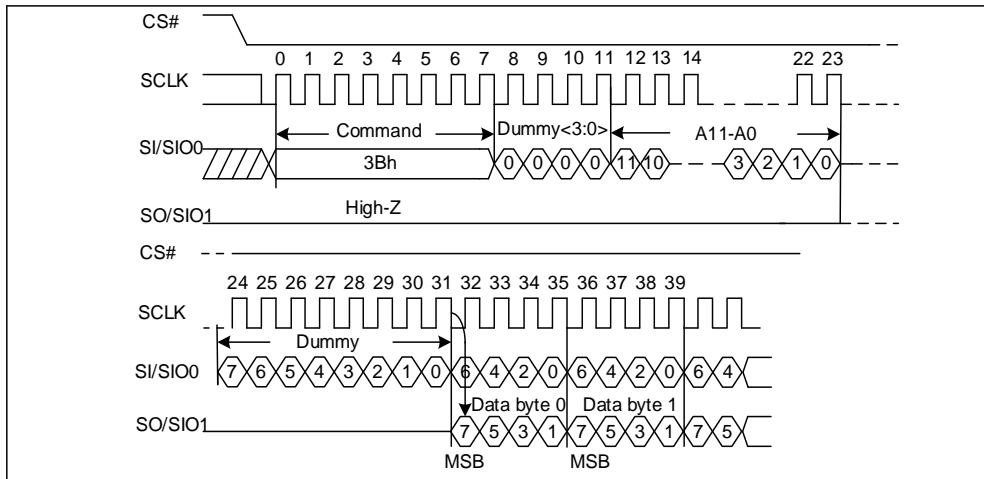 CS#
0 1 2 3 4 5 6 7 8 9 10 11 12 13 14 22 23
SCLK
Command Dummy<3:0> A11-A0
SI/SIO0
3Bh 0 0 0 0 11 10 3 2 1 0
High-Z
SO/SIO1
CS#
24 25 26 27 28 29 30 31 32 33 34 35 36 37 38 39
SCLK
Dummy
SI/SIO0 7 6 5 4 3 2 1 0 6 4 2 0 6 4 2 0 6 4
Data byte 0 Data byte 1
SO/SIO1 7 5 3 1 7 5 3 1 7 5
MSB MSB